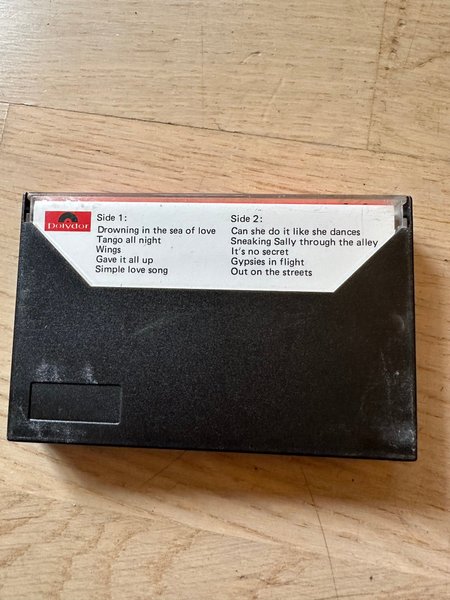 Polydor
Side 1:
Drowning in the sea of love
Tango all night
Wings
Gave it all up
Simple love song
Side 2:
Can she do it like she dances
Sneaking Sally through the alley
It's no secret
Gypsies in flight
Out on the streets